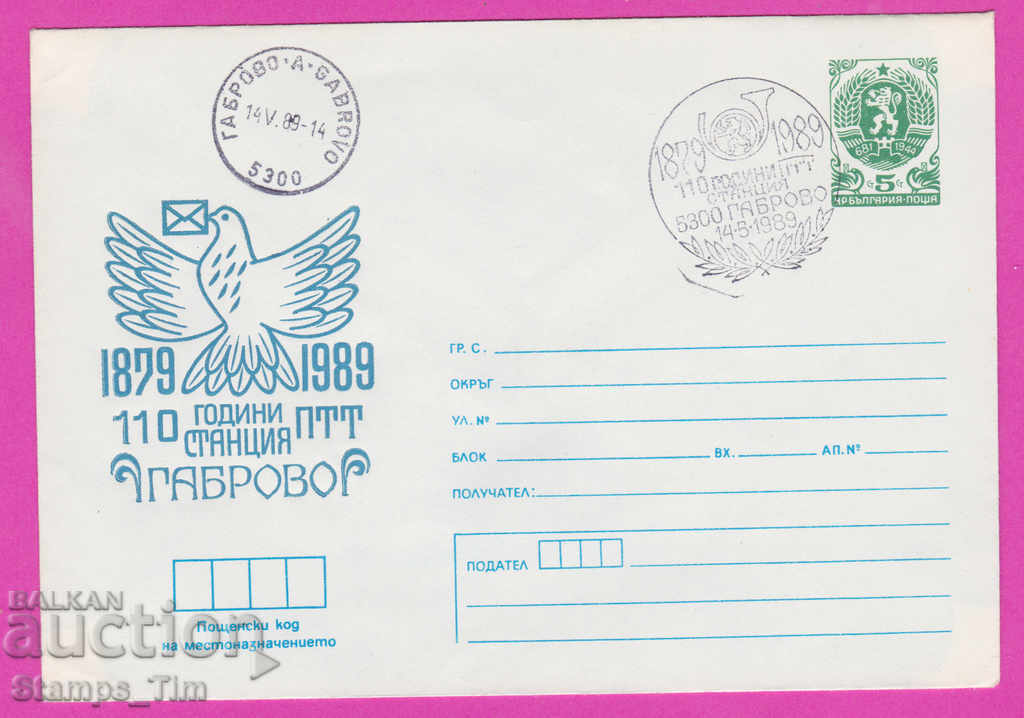 ГАБРОВО·А·GABROVO
14.V.89-14
5300
1879 1989
110 ГОДИНИ ПТТ
СТАНЦИЯ
5300 ГАБРОВО
14-5-1989
681 1944
5
НР БЪЛГАРИЯ·ПОЩА
1879 1989
110 ГОДИНИ СТАНЦИЯ ПТТ
ГАБРОВО
ГР. С.
ОКРЪГ
УЛ. №
БЛОК ВХ. АП. №
ПОЛУЧАТЕЛ:
ПОДАТЕЛ
Пощенски код
на местоназначението
BALKAN
auction
Stamps_Tim